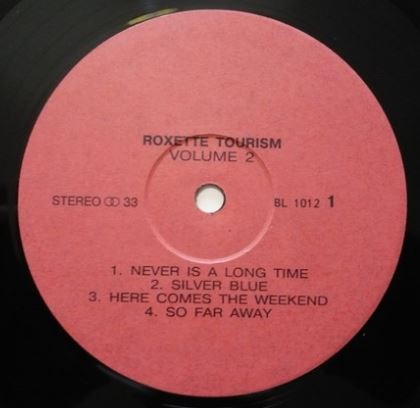 ROXETTE TOURISM
VOLUME 2
STEREO 33
BL 1012 1
1. NEVER IS A LONG TIME
2. SILVER BLUE
3. HERE COMES THE WEEKEND
4. SO FAR AWAY